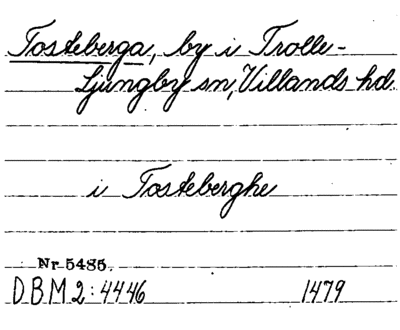 Tosteberga, by i Trolle-
Ljungby sn, Villands hd.
i Tosteberghe
Nr 5485.
DBM 2:4446 1479